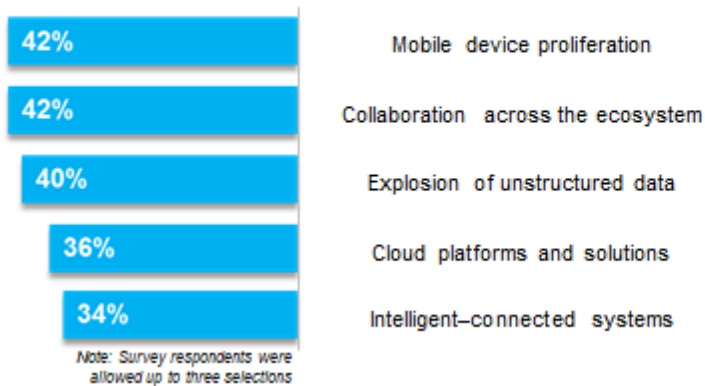 42% Mobile device proliferation
42% Collaboration across the ecosystem
40% Explosion of unstructured data
36% Cloud platforms and solutions
34% Intelligent–connected systems
Note: Survey respondents were
allowed up to three selections